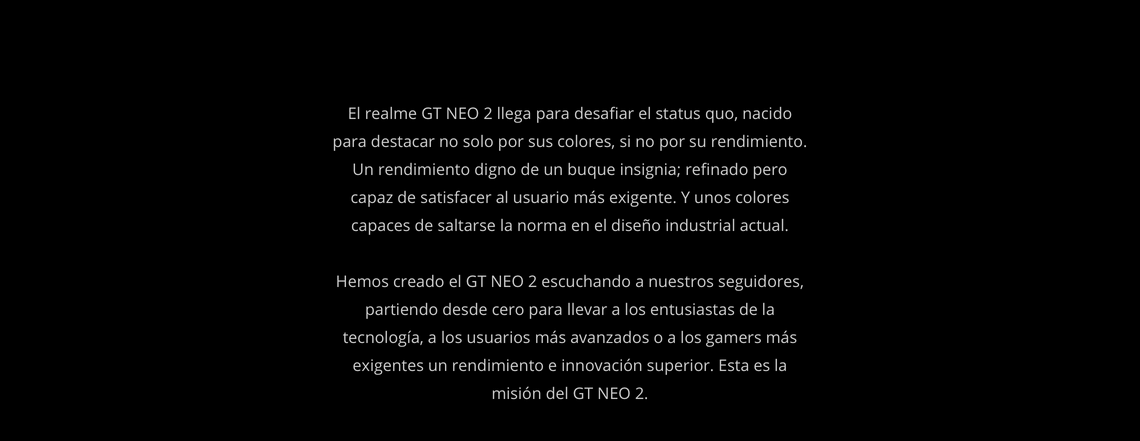 El realme GT NEO 2 llega para desafiar el status quo, nacido
para destacar no solo por sus colores, si no por su rendimiento.
Un rendimiento digno de un buque insignia; refinado pero
capaz de satisfacer al usuario más exigente. Y unos colores
capaces de saltarse la norma en el diseño industrial actual.
Hemos creado el GT NEO 2 escuchando a nuestros seguidores,
partiendo desde cero para llevar a los entusiastas de la
tecnología, a los usuarios más avanzados o a los gamers más
exigentes un rendimiento e innovación superior. Esta es la
misión del GT NEO 2.